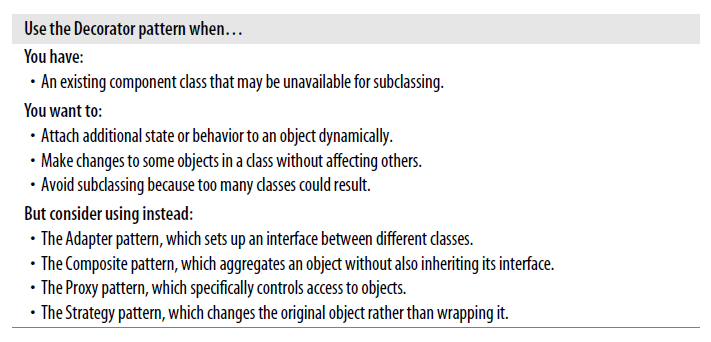 Use the Decorator pattern when…
You have:
• An existing component class that may be unavailable for subclassing.
You want to:
• Attach additional state or behavior to an object dynamically.
• Make changes to some objects in a class without affecting others.
• Avoid subclassing because too many classes could result.
But consider using instead:
• The Adapter pattern, which sets up an interface between different classes.
• The Composite pattern, which aggregates an object without also inheriting its interface.
• The Proxy pattern, which specifically controls access to objects.
• The Strategy pattern, which changes the original object rather than wrapping it.